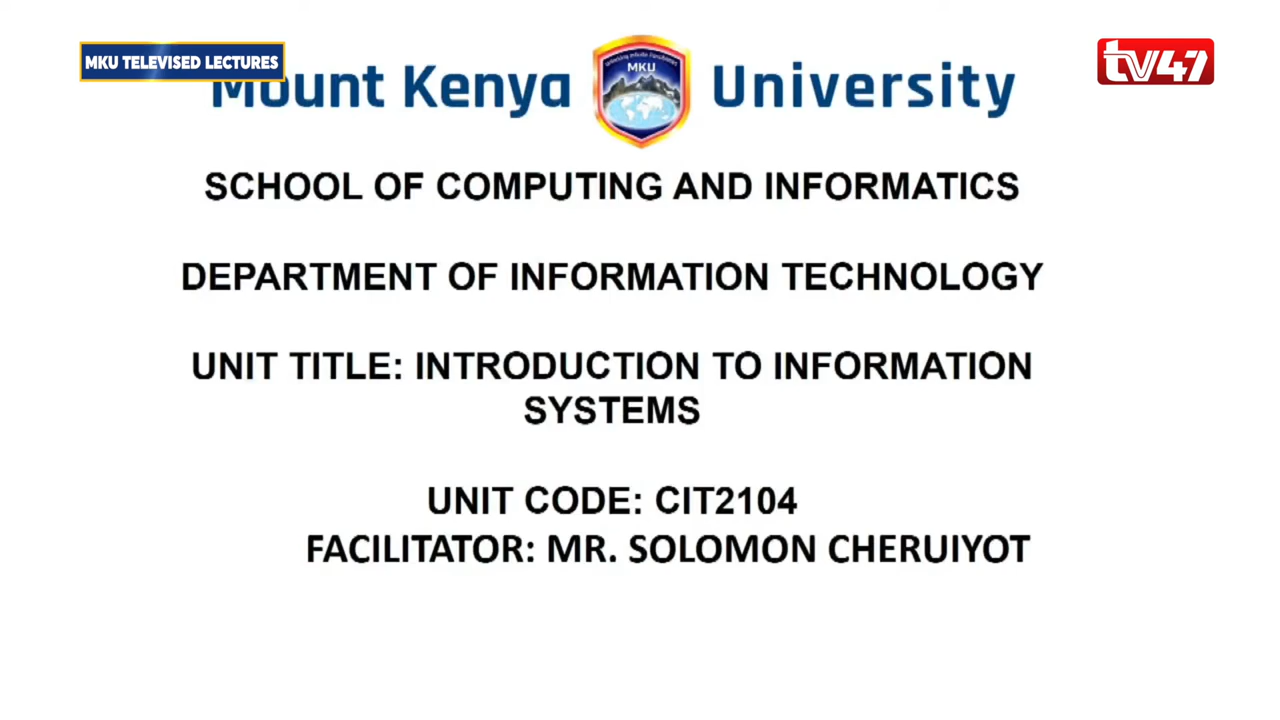 MKU TELEVISED LECTURES
tv47
Mount Kenya University
MKU
SCHOOL OF COMPUTING AND INFORMATICS
DEPARTMENT OF INFORMATION TECHNOLOGY
UNIT TITLE: INTRODUCTION TO INFORMATION
SYSTEMS
UNIT CODE: CIT2104
FACILITATOR: MR. SOLOMON CHERUIYOT